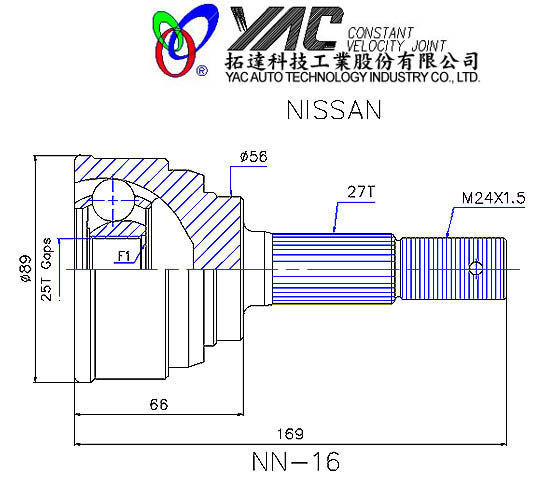 YAC CONSTANT
VELOCITY JOINT
拓達科技工業股份有限公司
® YAC AUTO TECHNOLOGY INDUSTRY CO., LTD.
NISSAN
Ø56
27T
M24X1.5
Ø89
25T Gaps
F1
66
169
NN-16